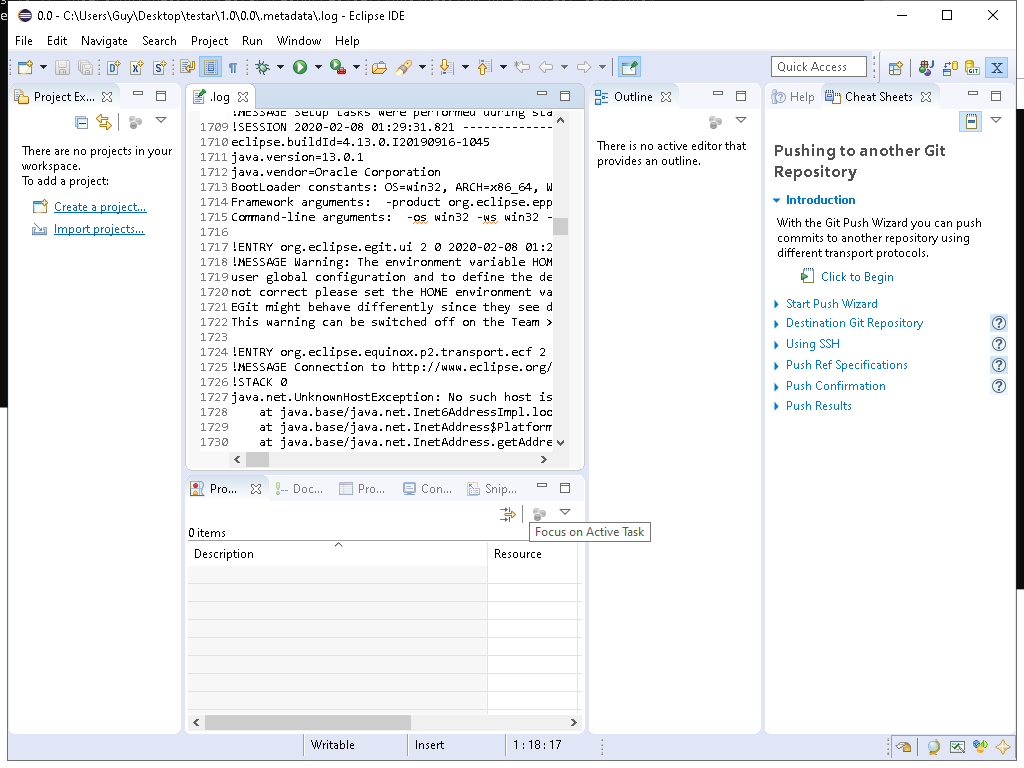 0.0 - C:\Users\Guy\Desktop\testar\1.0\0.0\.metadata\.log - Eclipse IDE
File Edit Navigate Search Project Run Window Help
Quick Access
Project Ex...
There are no projects in your
workspace.
To add a project:
Create a project...
Import projects...
.log
!MESSAGE Setup tasks were performed during sta
1709 !SESSION 2020-02-08 01:29:31.821 --------------
1710 eclipse.buildId=4.13.0.I20190916-1045
1711 java.version=13.0.1
1712 java.vendor=Oracle Corporation
1713 BootLoader constants: OS=win32, ARCH=x86_64, W
1714 Framework arguments:  -product org.eclipse.epp
1715 Command-line arguments:  -os win32 -ws win32 -
1716
1717 !ENTRY org.eclipse.egit.ui 2 0 2020-02-08 01:2
1718 !MESSAGE Warning: The environment variable HOM
1719 user global configuration and to define the de
1720 not correct please set the HOME environment va
1721 EGit might behave differently since they see d
1722 This warning can be switched off on the Team >
1723
1724 !ENTRY org.eclipse.equinox.p2.transport.ecf 2
1725 !MESSAGE Connection to http://www.eclipse.org/
1726 !STACK 0
1727 java.net.UnknownHostException: No such host is
1728     at java.base/java.net.Inet6AddressImpl.loo
1729     at java.base/java.net.InetAddress$Platform
1730     at java.base/java.net.InetAddress.getAddre
Pro... Doc... Pro... Con... Snip...
Focus on Active Task
0 items
Description Resource
Outline
There is no active editor that
provides an outline.
Help Cheat Sheets
Pushing to another Git
Repository
Introduction
With the Git Push Wizard you can push
commits to another repository using
different transport protocols.
Click to Begin
Start Push Wizard
Destination Git Repository
Using SSH
Push Ref Specifications
Push Confirmation
Push Results
Writable Insert 1 : 18 : 17